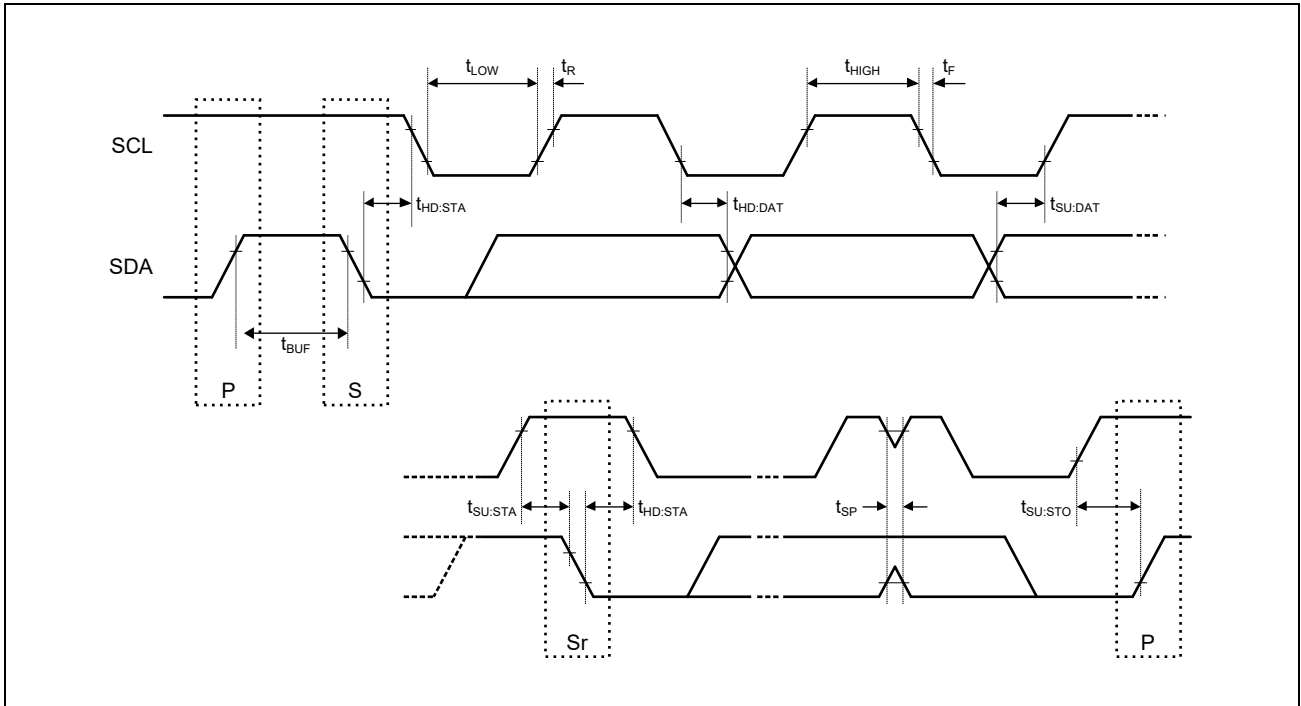 tLOW
tR
tHIGH
tF
SCL
tHD:STA
tHD:DAT
tSU:DAT
SDA
tBUF
P
S
tSU:STA
tHD:STA
tSP
tSU:STO
Sr
P